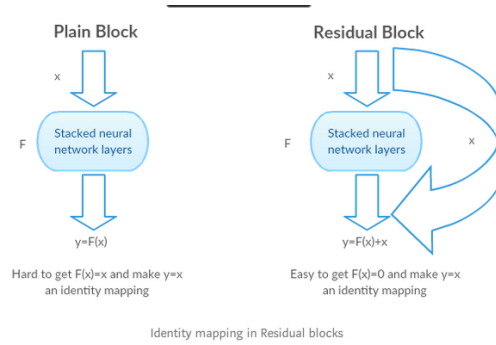 Plain Block
Residual Block
x
x
F
Stacked neural
network layers
F
Stacked neural
network layers
x
y=F(x)
y=F(x)+x
Hard to get F(x)=x and make y=x
an identity mapping
Easy to get F(x)=0 and make y=x
an identity mapping
Identity mapping in Residual blocks